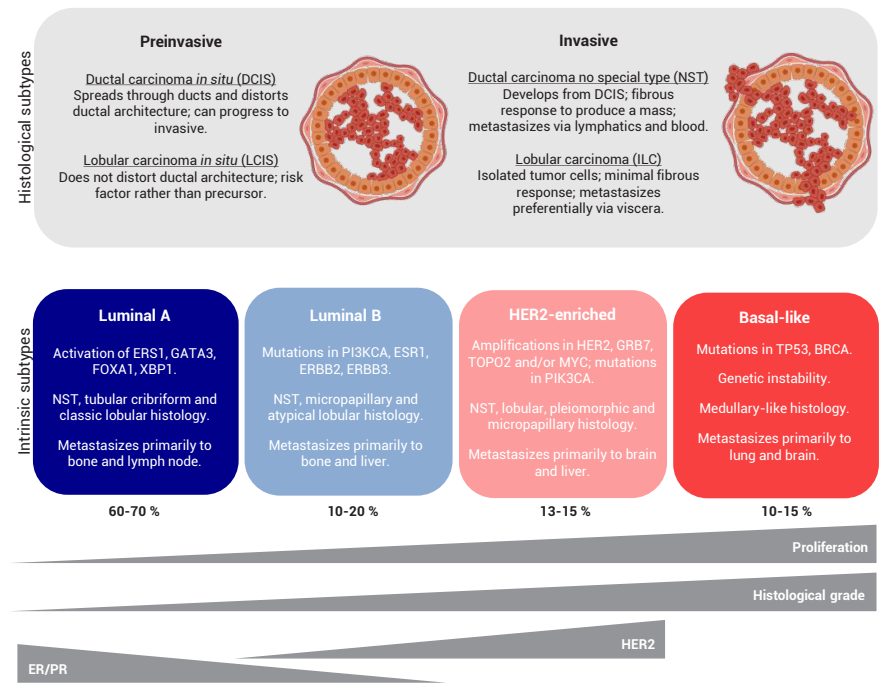 Histological subtypes
Preinvasive
Ductal carcinoma in situ (DCIS)
Spreads through ducts and distorts
ductal architecture; can progress to
invasive.
Lobular carcinoma in situ (LCIS)
Does not distort ductal architecture; risk
factor rather than precursor.
Invasive
Ductal carcinoma no special type (NST)
Develops from DCIS; fibrous
response to produce a mass;
metastasizes via lymphatics and blood.
Lobular carcinoma (ILC)
Isolated tumor cells; minimal fibrous
response; metastasizes
preferentially via viscera.
Intrinsic subtypes
Luminal A
Activation of ERS1, GATA3,
FOXA1, XBP1.
NST, tubular cribriform and
classic lobular histology.
Metastasizes primarily to
bone and lymph node.
60-70 %
Luminal B
Mutations in PI3KCA, ESR1,
ERBB2, ERBB3.
NST, micropapillary and
atypical lobular histology.
Metastasizes primarily to
bone and liver.
10-20 %
HER2-enriched
Amplifications in HER2, GRB7,
TOPO2 and/or MYC; mutations
in PIK3CA.
NST, lobular, pleiomorphic and
micropapillary histology.
Metastasizes primarily to brain
and liver.
13-15 %
Basal-like
Mutations in TP53, BRCA.
Genetic instability.
Medullary-like histology.
Metastasizes primarily to
lung and brain.
10-15 %
Proliferation
Histological grade
HER2
ER/PR